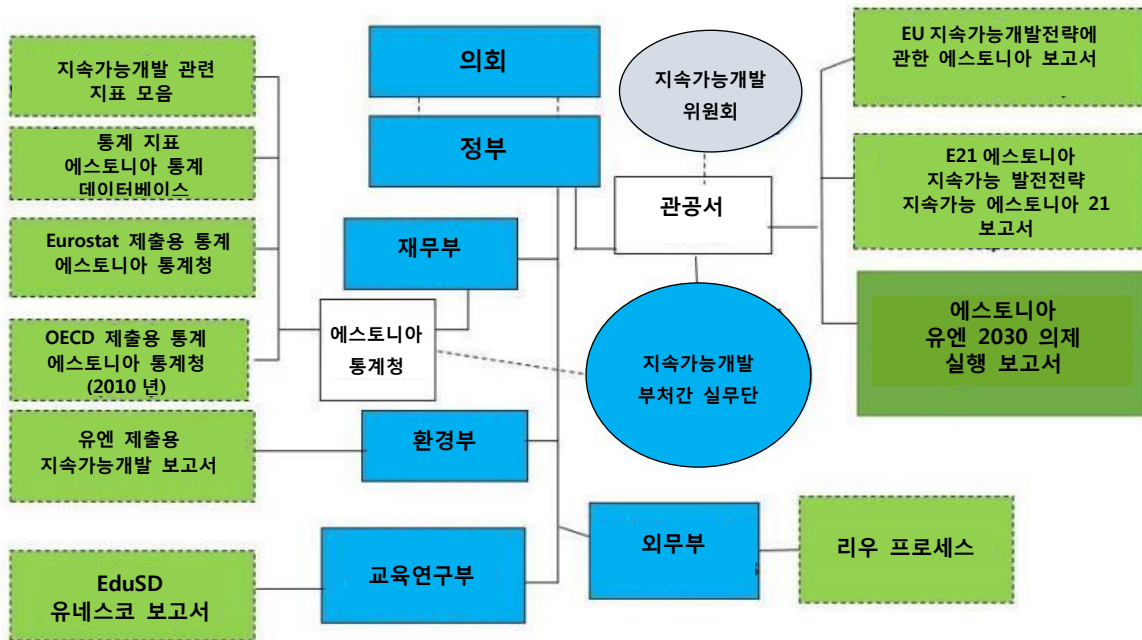 지속가능개발 관련
지표 모음
통계 지표
에스토니아 통계
데이터베이스
Eurostat 제출용 통계
에스토니아 통계청
OECD 제출용 통계
에스토니아 통계청
(2010 년)
유엔 제출용
지속가능개발 보고서
EduSD
유네스코 보고서
의회
정부
재무부
에스토니아
통계청
환경부
교육연구부
지속가능개발
위원회
관공서
지속가능개발
부처간 실무단
외무부
EU 지속가능개발전략에
관한 에스토니아 보고서
E21 에스토니아
지속가능 발전전략
지속가능 에스토니아 21
보고서
에스토니아
유엔 2030 의제
실행 보고서
리우 프로세스